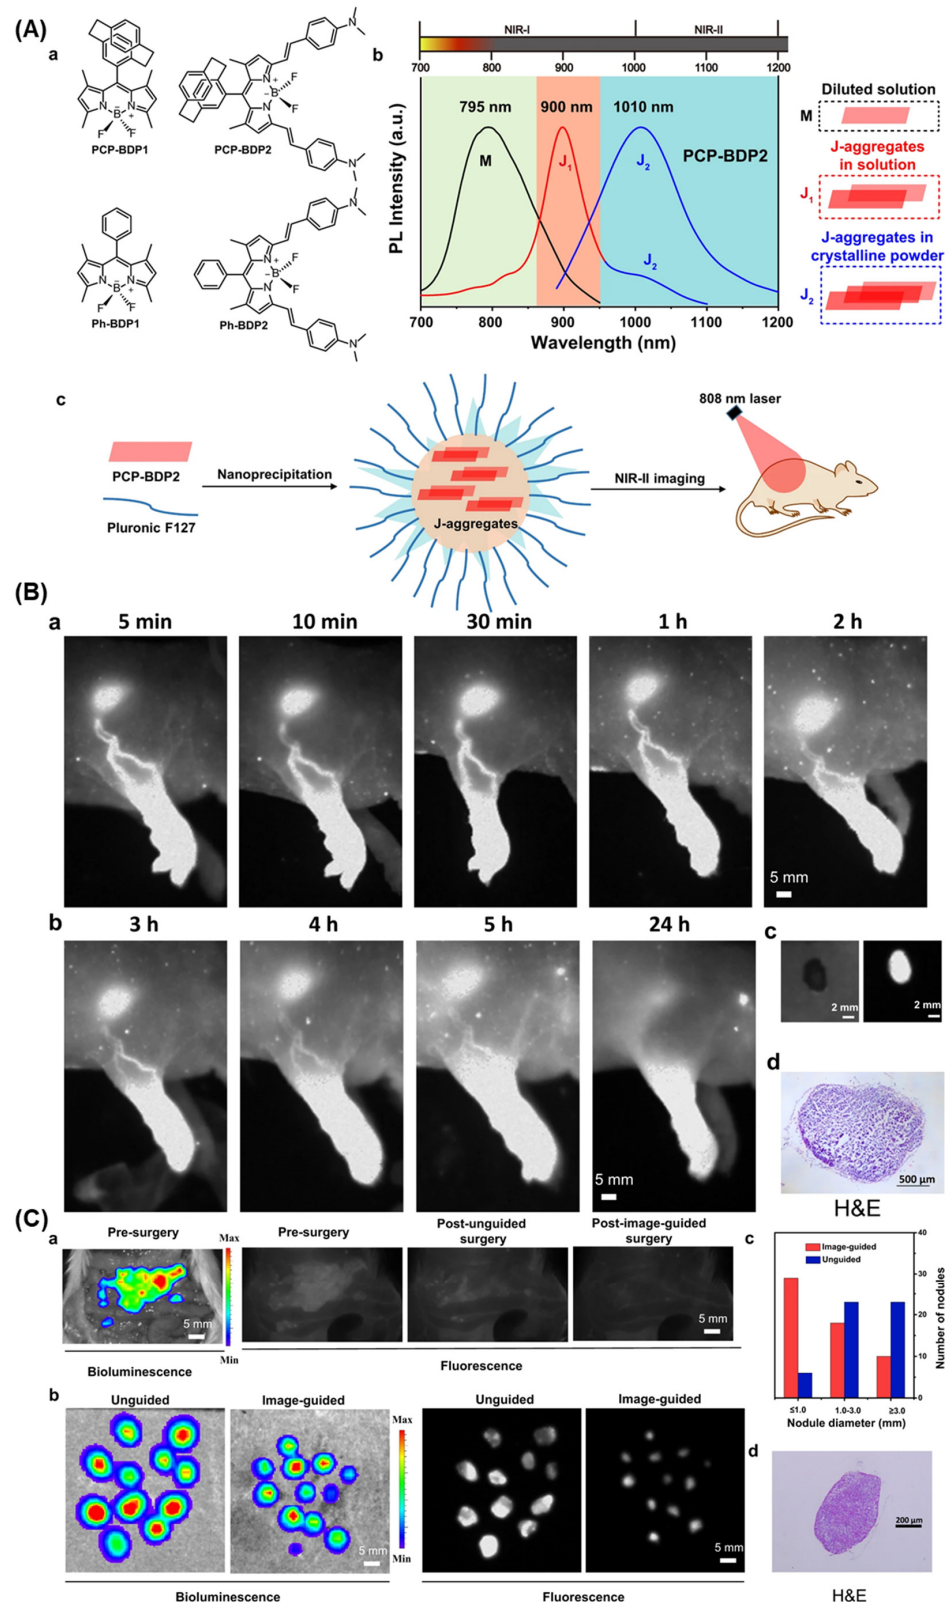 (A)
a
PCP-BDP1
PCP-BDP2
Ph-BDP1
Ph-BDP2
N
N
B
F
F
b
NIR-I
NIR-II
700 800 900 1000 1100 1200
795 nm 900 nm 1010 nm
M
J1
J2
PCP-BDP2
J2
PL Intensity (a.u.)
700 800 900 1000 1100 1200
Wavelength (nm)
Diluted solution
M
J-aggregates
in solution
J1
J-aggregates in
crystalline powder
J2
c
PCP-BDP2
Pluronic F127
Nanoprecipitation
J-aggregates
NIR-II imaging
808 nm laser
(B)
a
5 min 10 min 30 min 1 h 2 h
5 mm
b
3 h 4 h 5 h 24 h
5 mm
c
2 mm
2 mm
d
500 μm
H&E
(C)
a
Pre-surgery
Max
Min
5 mm
Bioluminescence
Pre-surgery
Post-unguided
surgery
Post-image-guided
surgery
5 mm
Fluorescence
b
Unguided
Image-guided
Max
Min
5 mm
Bioluminescence
Unguided
Image-guided
5 mm
Fluorescence
c
Image-guided
Unguided
40
30
20
10
0
Number of nodules
≤1.0 1.0-3.0 ≥3.0
Nodule diameter (mm)
d
200 μm
H&E